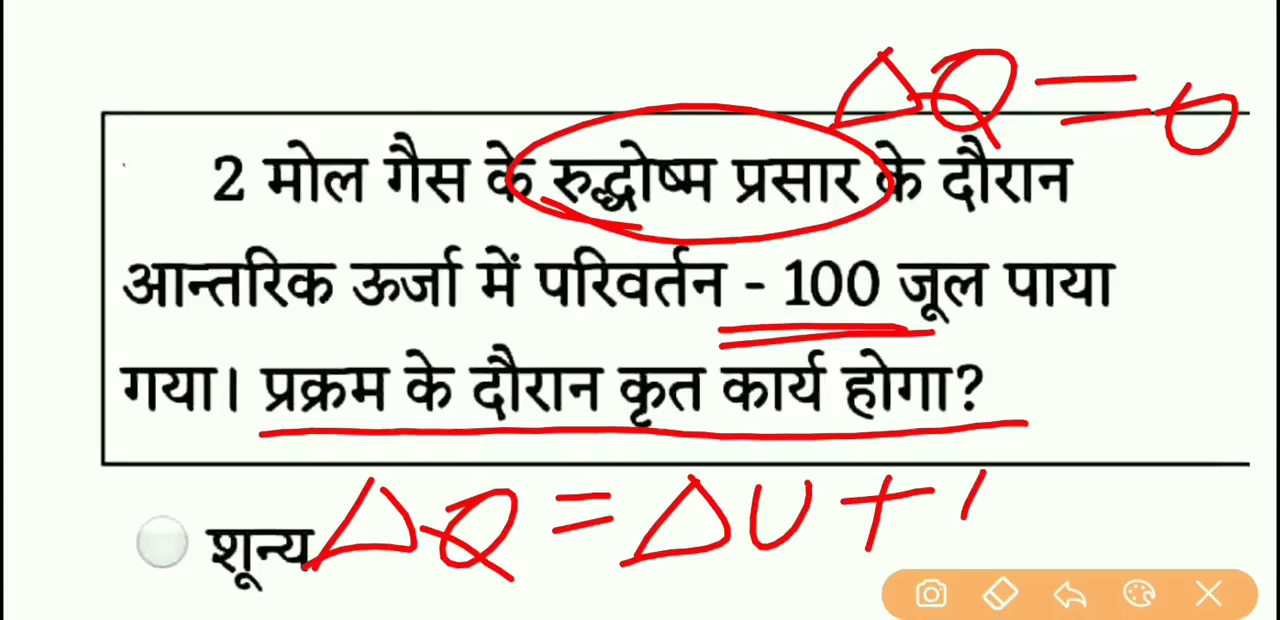 ΔQ = 0
2 मोल गैस के रुद्धोष्म प्रसार के दौरान
आन्तरिक ऊर्जा में परिवर्तन - 100 जूल पाया
गया। प्रक्रम के दौरान कृत कार्य होगा?
शून्य ΔQ = ΔU +